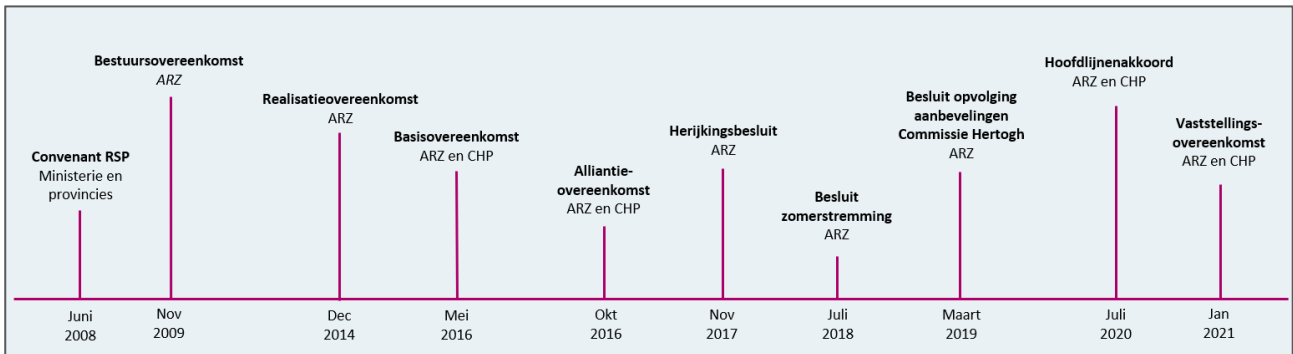 Convenant RSP
Ministerie en
provincies
Bestuursovereenkomst
ARZ
Realisatieovereenkomst
ARZ
Basisovereenkomst
ARZ en CHP
Alliantie-
overeenkomst
ARZ en CHP
Herijkingsbesluit
ARZ
Besluit
zomerstremming
ARZ
Besluit opvolging
aanbevelingen
Commissie Hertogh
ARZ
Hoofdlijnenakkoord
ARZ en CHP
Vaststellings-
overeenkomst
ARZ en CHP
Juni
2008
Nov
2009
Dec
2014
Mei
2016
Okt
2016
Nov
2017
Juli
2018
Maart
2019
Juli
2020
Jan
2021